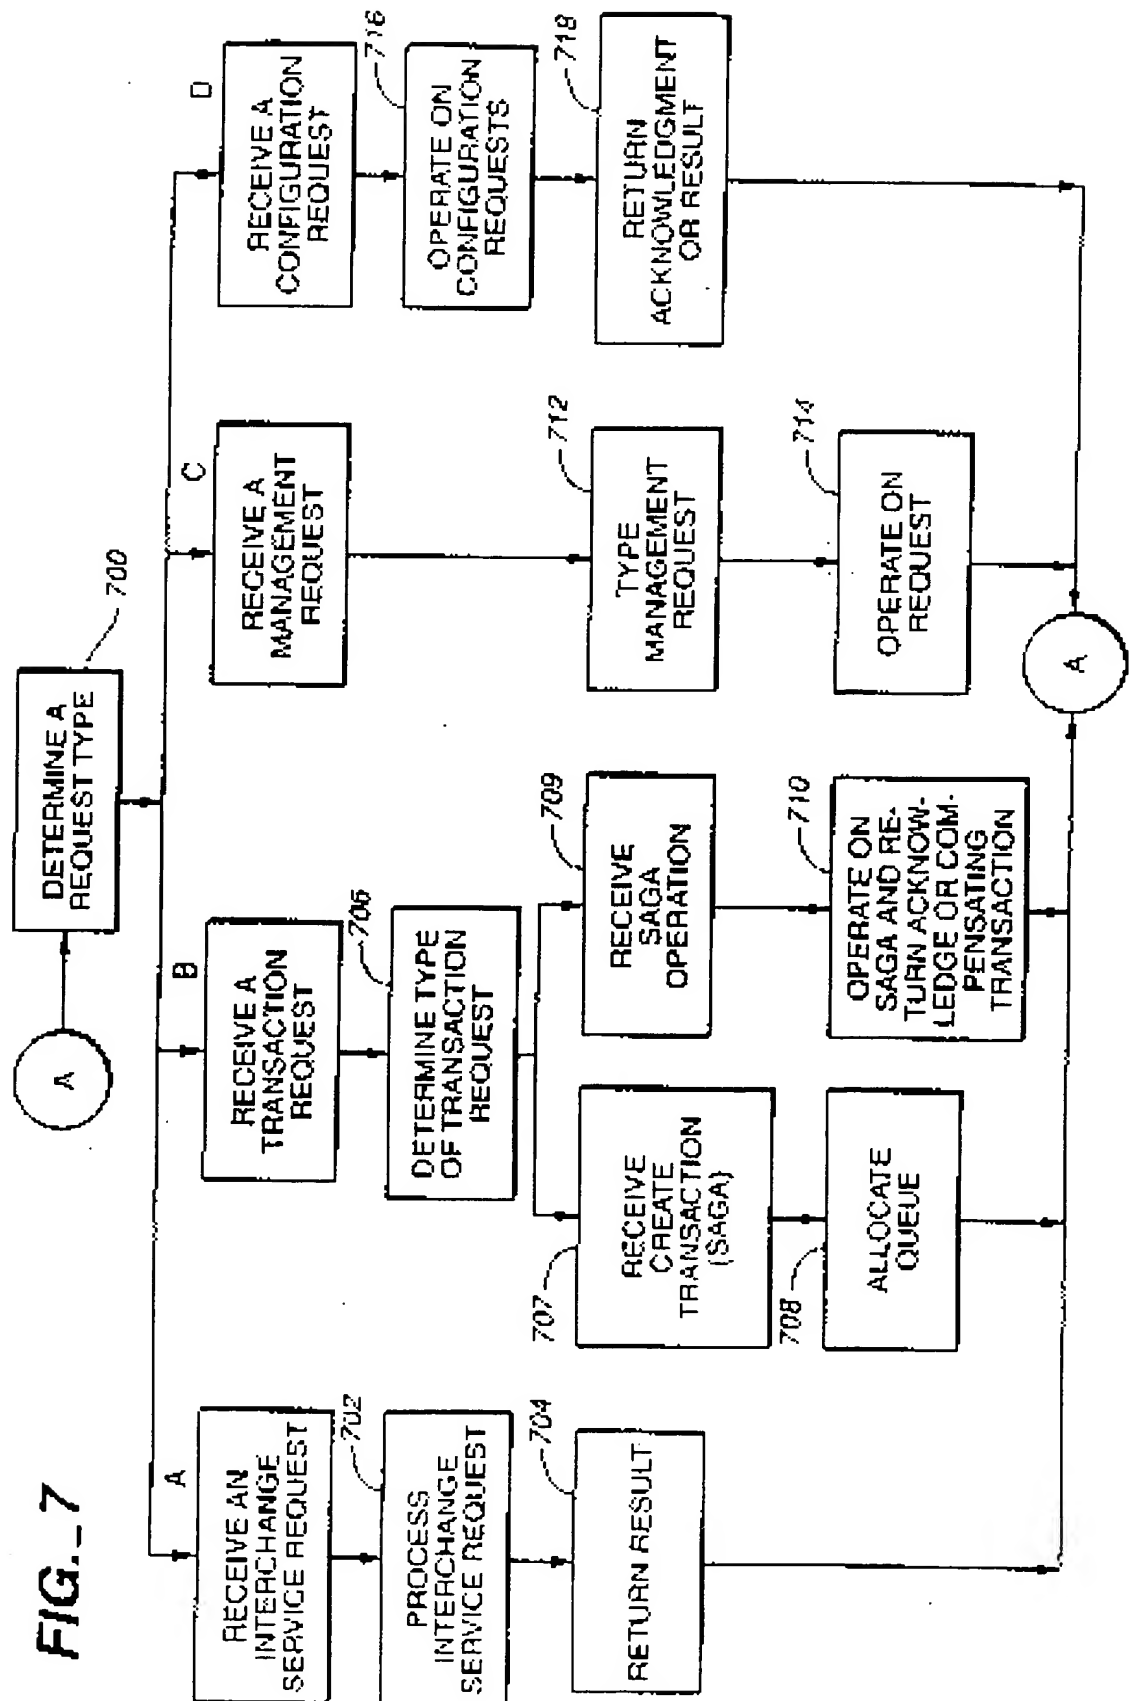 FIG._7
A
DETERMINE A
REQUEST TYPE
700
A
RECEIVE AN
INTERCHANGE
SERVICE REQUEST
702
PROCESS
INTERCHANGE
SERVICE REQUEST
704
RETURN RESULT
B
RECEIVE A
TRANSACTION
REQUEST
706
DETERMINE TYPE
OF TRANSACTION
REQUEST
707
RECEIVE
CREATE
TRANSACTION
(SAGA)
708
ALLOCATE
QUEUE
709
RECEIVE
SAGA
OPERATION
710
OPERATE ON
SAGA AND RE-
TURN ACKNOW-
LEDGE OR COM-
PENSATING
TRANSACTION
C
RECEIVE A
MANAGEMENT
REQUEST
712
TYPE
MANAGEMENT
REQUEST
714
OPERATE ON
REQUEST
D
RECEIVE A
CONFIGURATION
REQUEST
716
OPERATE ON
CONFIGURATION
REQUESTS
718
RETURN
ACKNOWLEDGMENT
OR RESULT
A